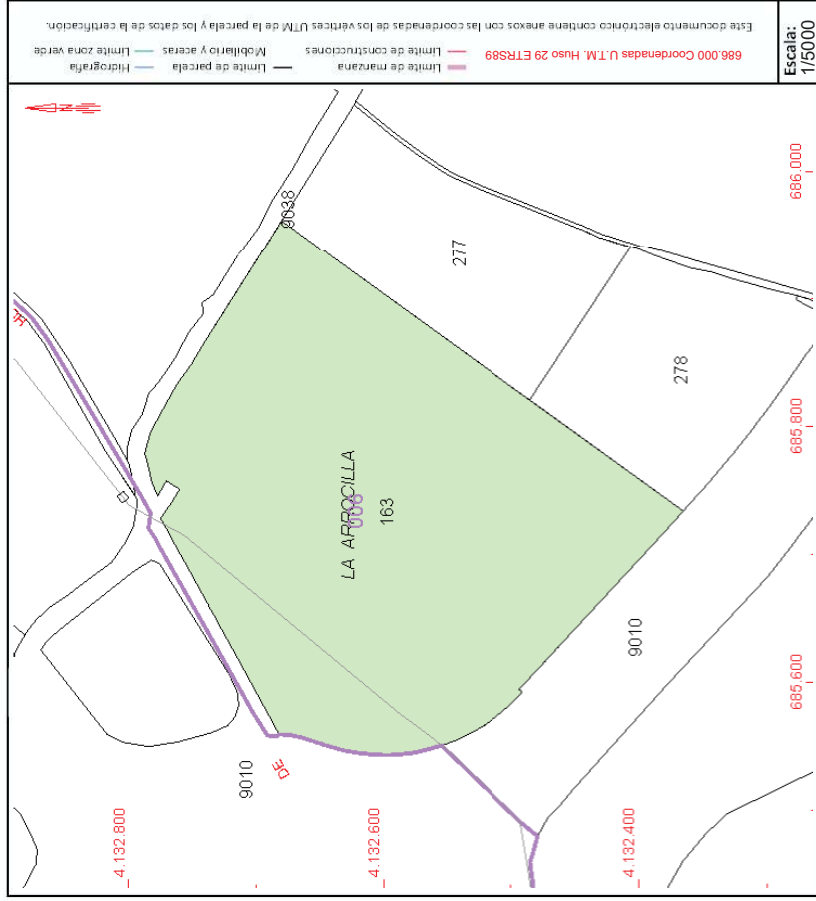 Este documento electrónico contiene anexos con las coordenadas de los vértices UTM de la parcela y los datos de la certificación.
686.000 Coordenadas U.T.M. Huso 29 ETRS89
Límite de manzana
Límite de construcciones
Límite de parcela
Mobiliario y aceras
Hidrografía
Límite zona verde
Escala:
1/5000
9038
277
278
LA ARROCILLA
006
163
9010
9010
DE
4.132.800
4.132.600
4.132.400
686.000
685.800
685.600